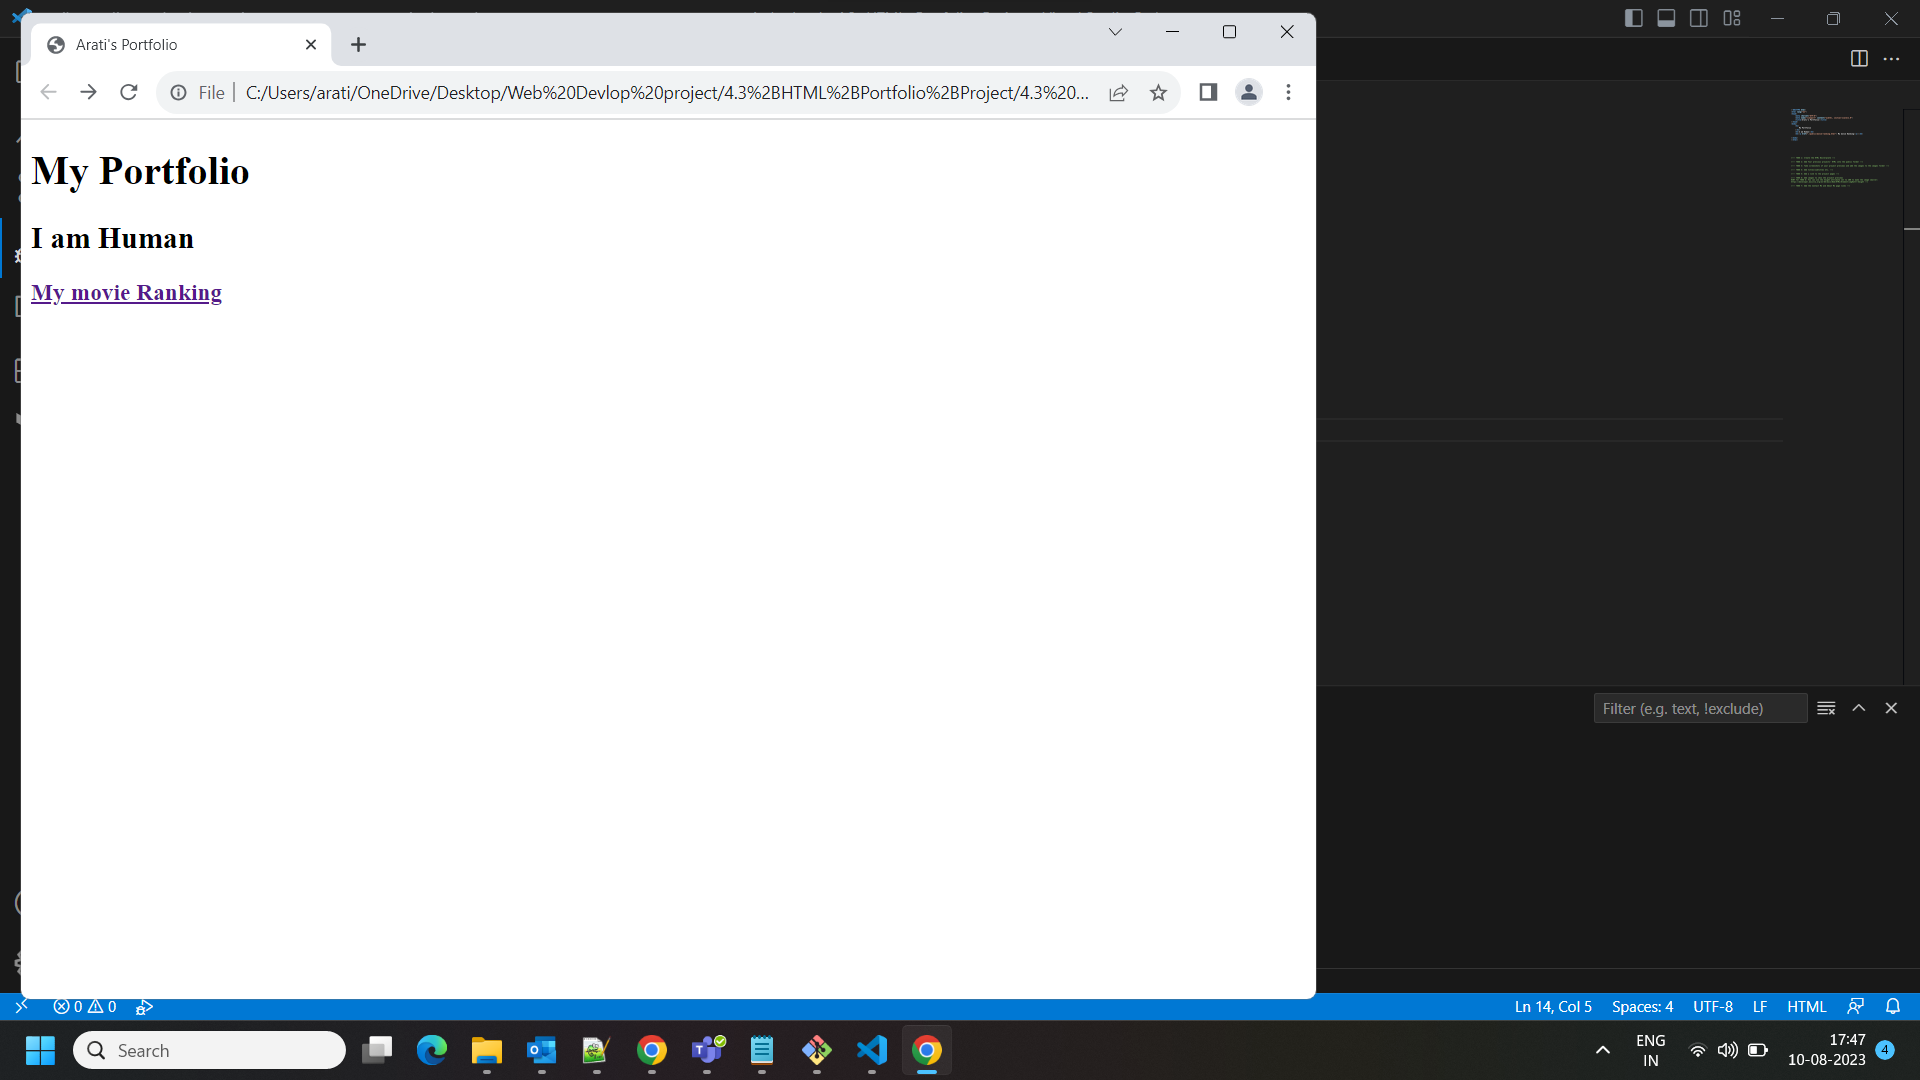 Arati's Portfolio
File
C:/Users/arati/OneDrive/Desktop/Web%20Devlop%20project/4.3%2BHTML%2BPortfolio%2BProject/4.3%20...
My Portfolio
I am Human
My movie Ranking
Filter (e.g. text, !exclude)
0 0
Ln 14, Col 5 Spaces: 4 UTF-8 LF HTML
Search
ENG
IN
17:47
10-08-2023
4